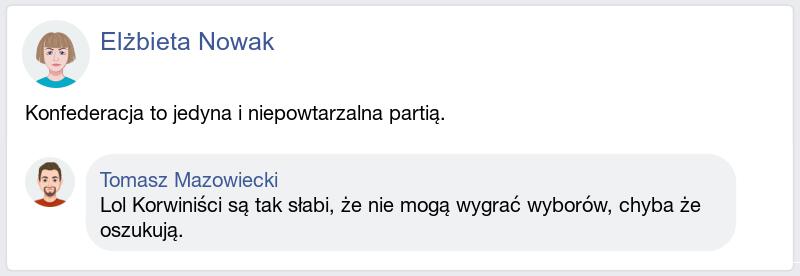 Elżbieta Nowak
Konfederacja to jedyna i niepowtarzalna partią.
Tomasz Mazowiecki
Lol Korwiniści są tak słabi, że nie mogą wygrać wyborów, chyba że
oszukują.